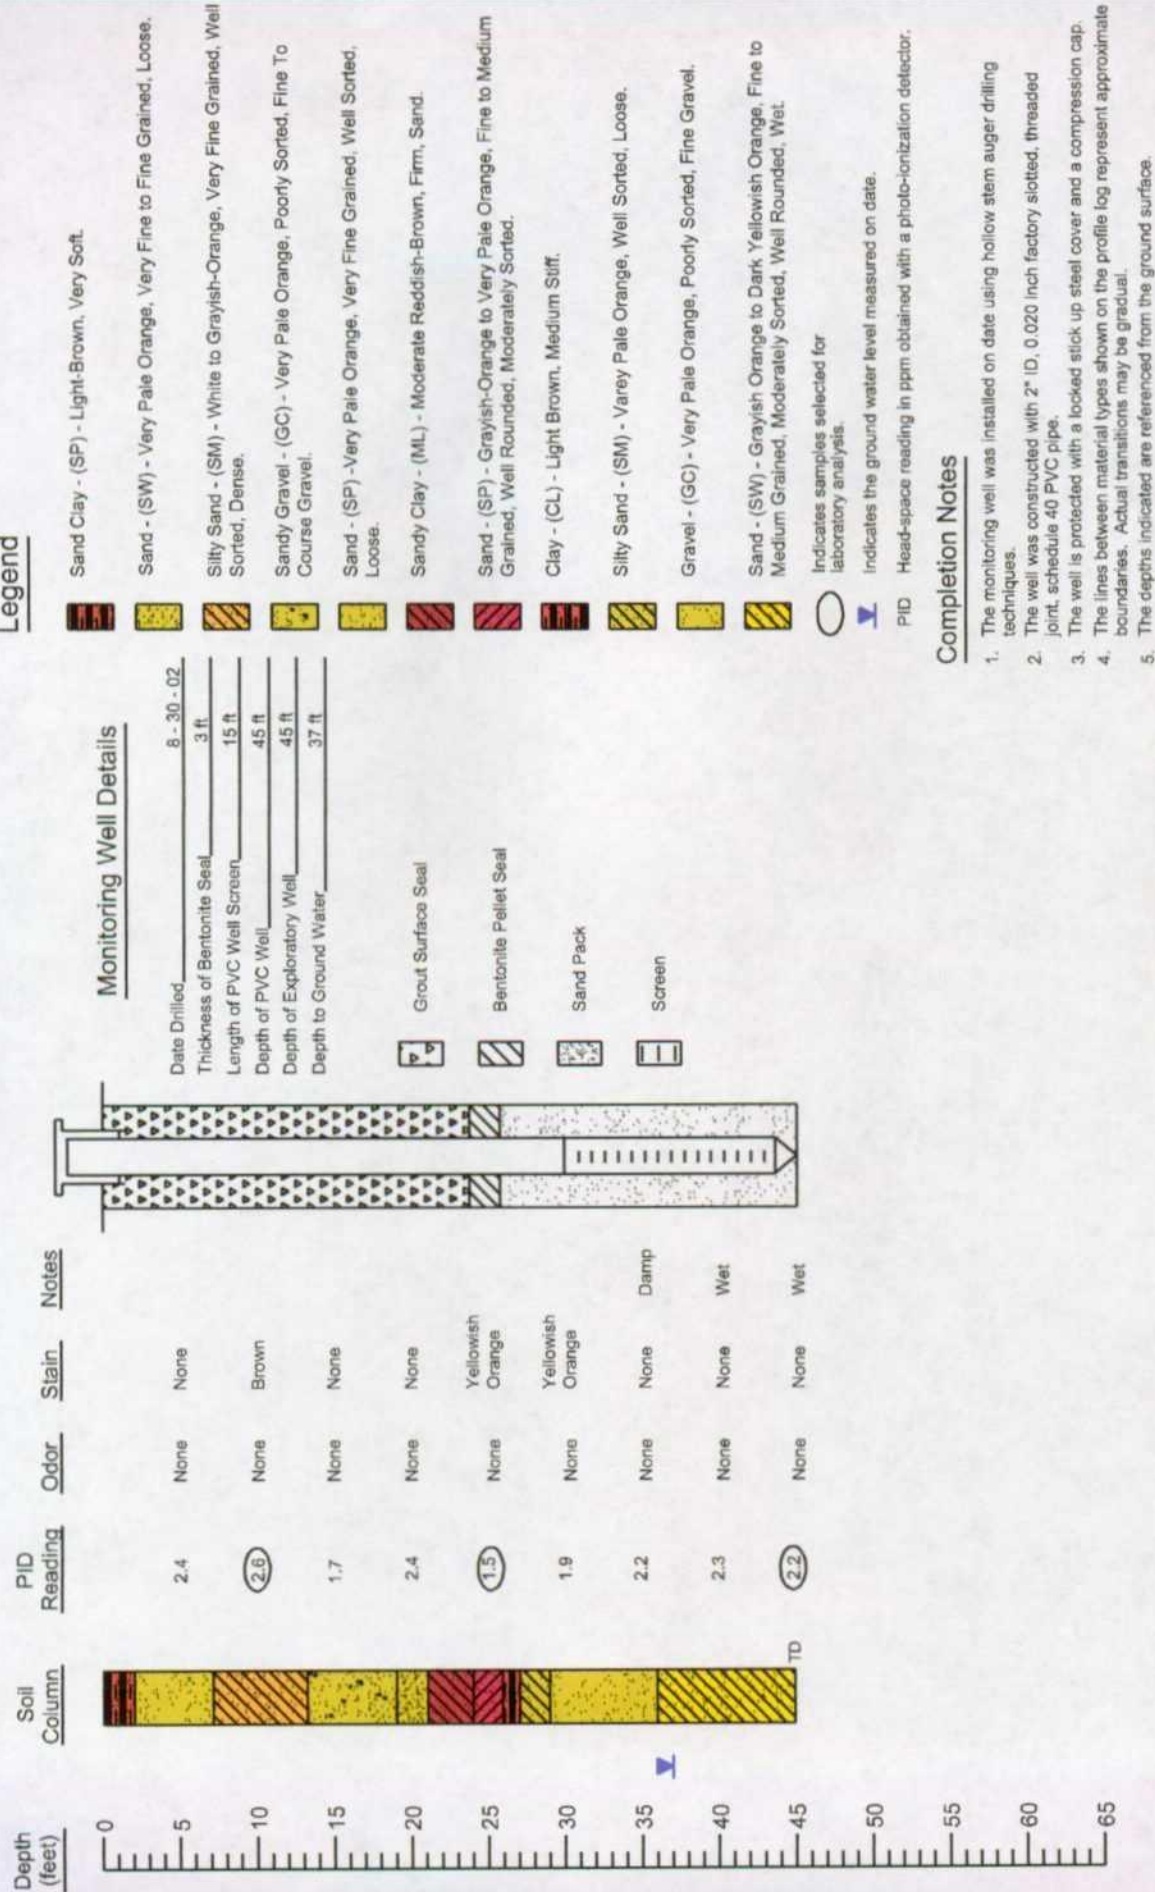 Depth
(feet)
Soil
Column
PID
Reading
Odor
Stain
Notes
0
5
10
15
20
25
30
35
40
45
50
55
60
65
TD
2.4 None None
2.6 None Brown
1.7 None None
2.4 None None
1.5 None Yellowish
Orange
1.9 None Yellowish
Orange
2.2 None None Damp
2.3 None None Wet
2.2 None None Wet
Monitoring Well Details
Date Drilled 8 - 30 - 02
Thickness of Bentonite Seal 3 ft
Length of PVC Well Screen 15 ft
Depth of PVC Well 45 ft
Depth of Exploratory Well 45 ft
Depth to Ground Water 37 ft
Grout Surface Seal
Bentonite Pellet Seal
Sand Pack
Screen
Legend
Sand Clay - (SP) - Light-Brown, Very Soft.
Sand - (SW) - Very Pale Orange, Very Fine to Fine Grained, Loose.
Silty Sand - (SM) - White to Grayish-Orange, Very Fine Grained, Well
Sorted, Dense.
Sandy Gravel - (GC) - Very Pale Orange, Poorly Sorted, Fine To
Course Gravel.
Sand - (SP) -Very Pale Orange, Very Fine Grained, Well Sorted,
Loose.
Sandy Clay - (ML) - Moderate Reddish-Brown, Firm, Sand.
Sand - (SP) - Grayish-Orange to Very Pale Orange, Fine to Medium
Grained, Well Rounded, Moderately Sorted.
Clay - (CL) - Light Brown, Medium Stiff.
Silty Sand - (SM) - Varey Pale Orange, Well Sorted, Loose.
Gravel - (GC) - Very Pale Orange, Poorly Sorted, Fine Gravel.
Sand - (SW) - Grayish Orange to Dark Yellowish Orange, Fine to
Medium Grained, Moderately Sorted, Well Rounded, Wet.
Indicates samples selected for
laboratory analysis.
Indicates the ground water level measured on date.
PID Head-space reading in ppm obtained with a photo-ionization detector.
Completion Notes
1. The monitoring well was installed on date using hollow stem auger drilling
techniques.
2. The well was constructed with 2" ID, 0.020 inch factory slotted, threaded
joint, schedule 40 PVC pipe.
3. The well is protected with a looked stick up steel cover and a compression cap.
4. The lines between material types shown on the profile log represent approximate
boundaries. Actual transitions may be gradual.
5. The depths indicated are referenced from the ground surface.